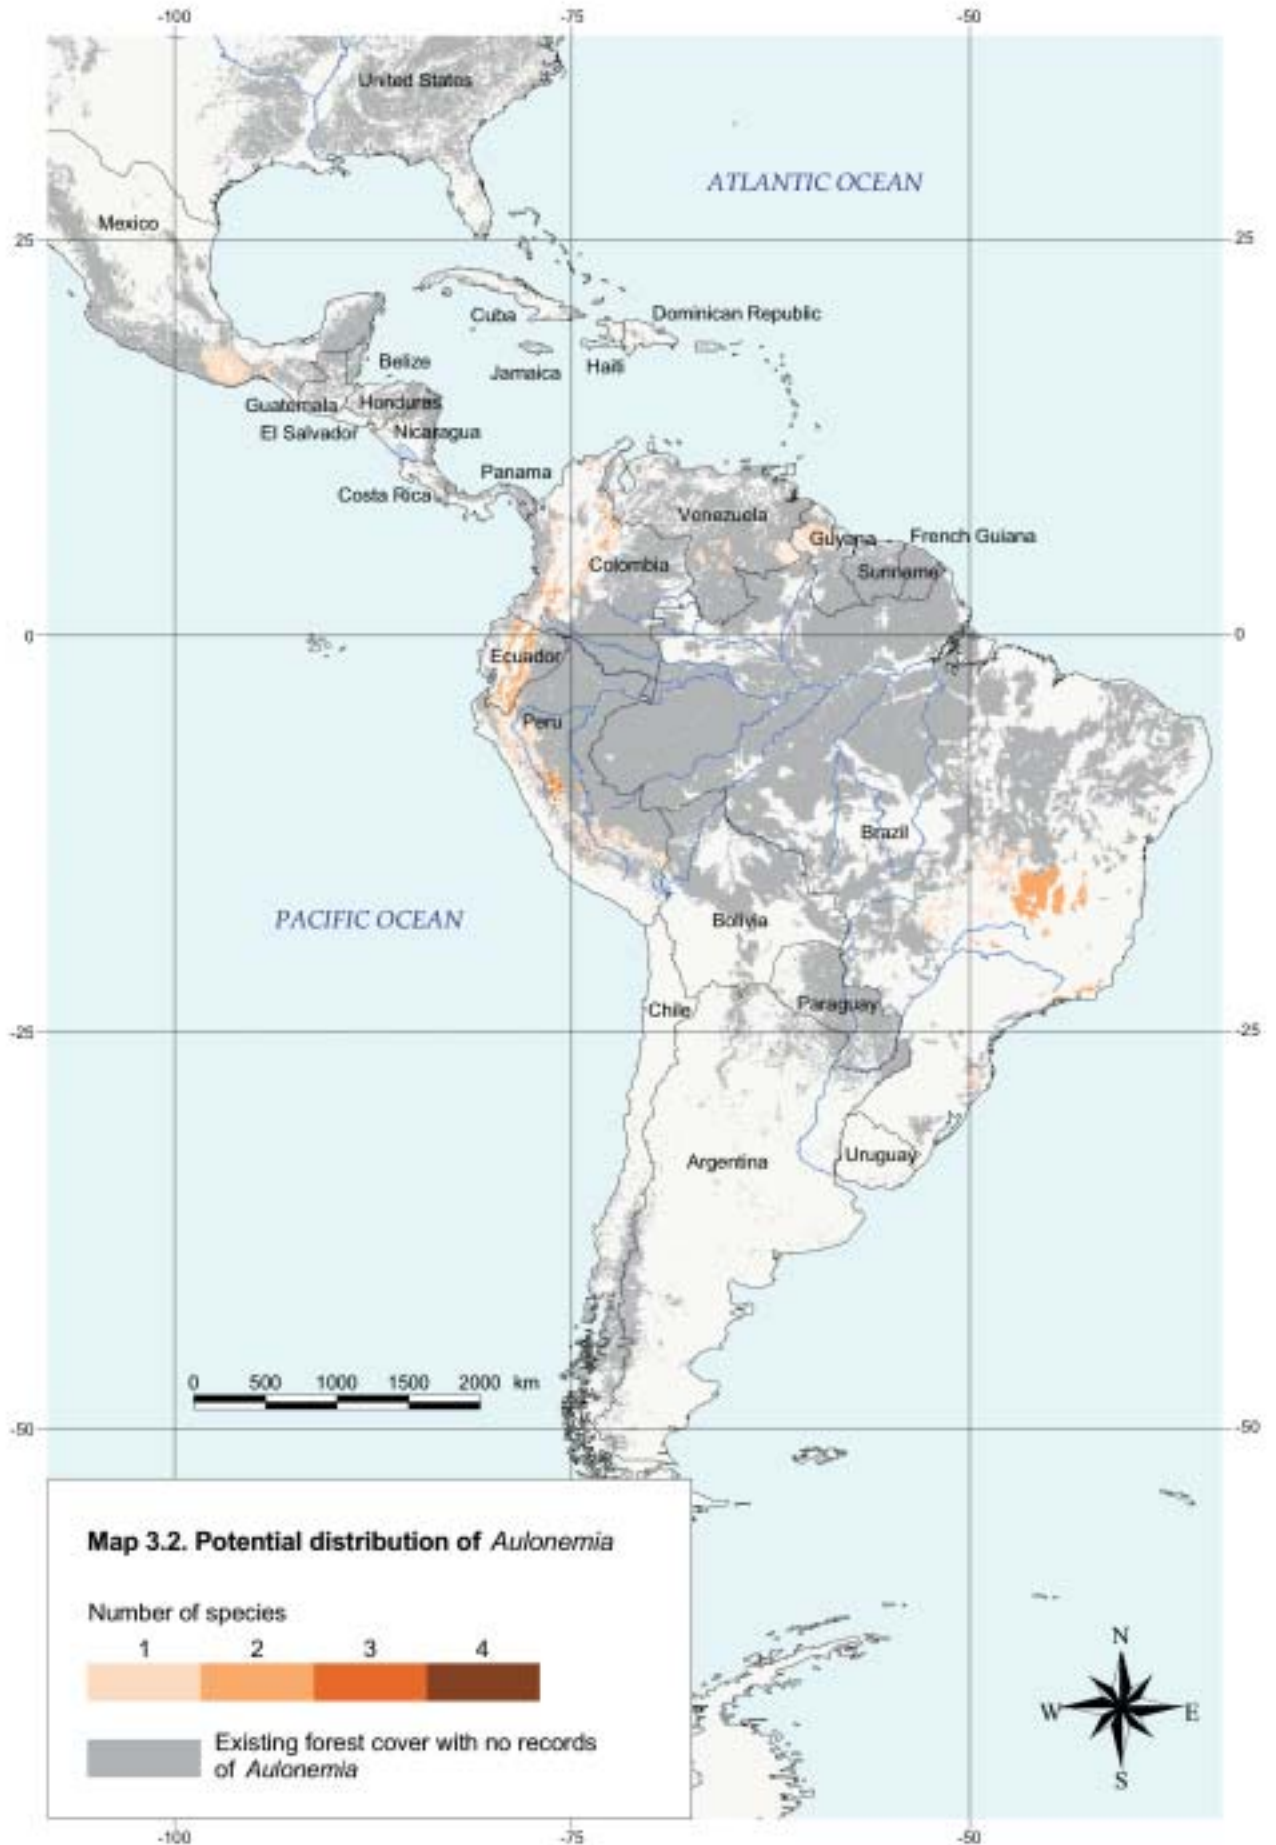 -100 -75 -50
United States
ATLANTIC OCEAN
Mexico
25 25
Cuba Dominican Republic
Belize Jamaica Haiti
Guatemala Honduras
El Salvador Nicaragua
Panama
Costa Rica
Venezuela
Guyana French Guiana
Colombia Suriname
0 0
Ecuador
Peru
Brazil
PACIFIC OCEAN Bolivia
Chile Paraguay
-25 -25
Argentina Uruguay
0 500 1000 1500 2000 km
-50 -50
Map 3.2. Potential distribution of Aulonemia
Number of species
1 2 3 4
Existing forest cover with no records
of Aulonemia
N
W E
S
-100 -75 -50